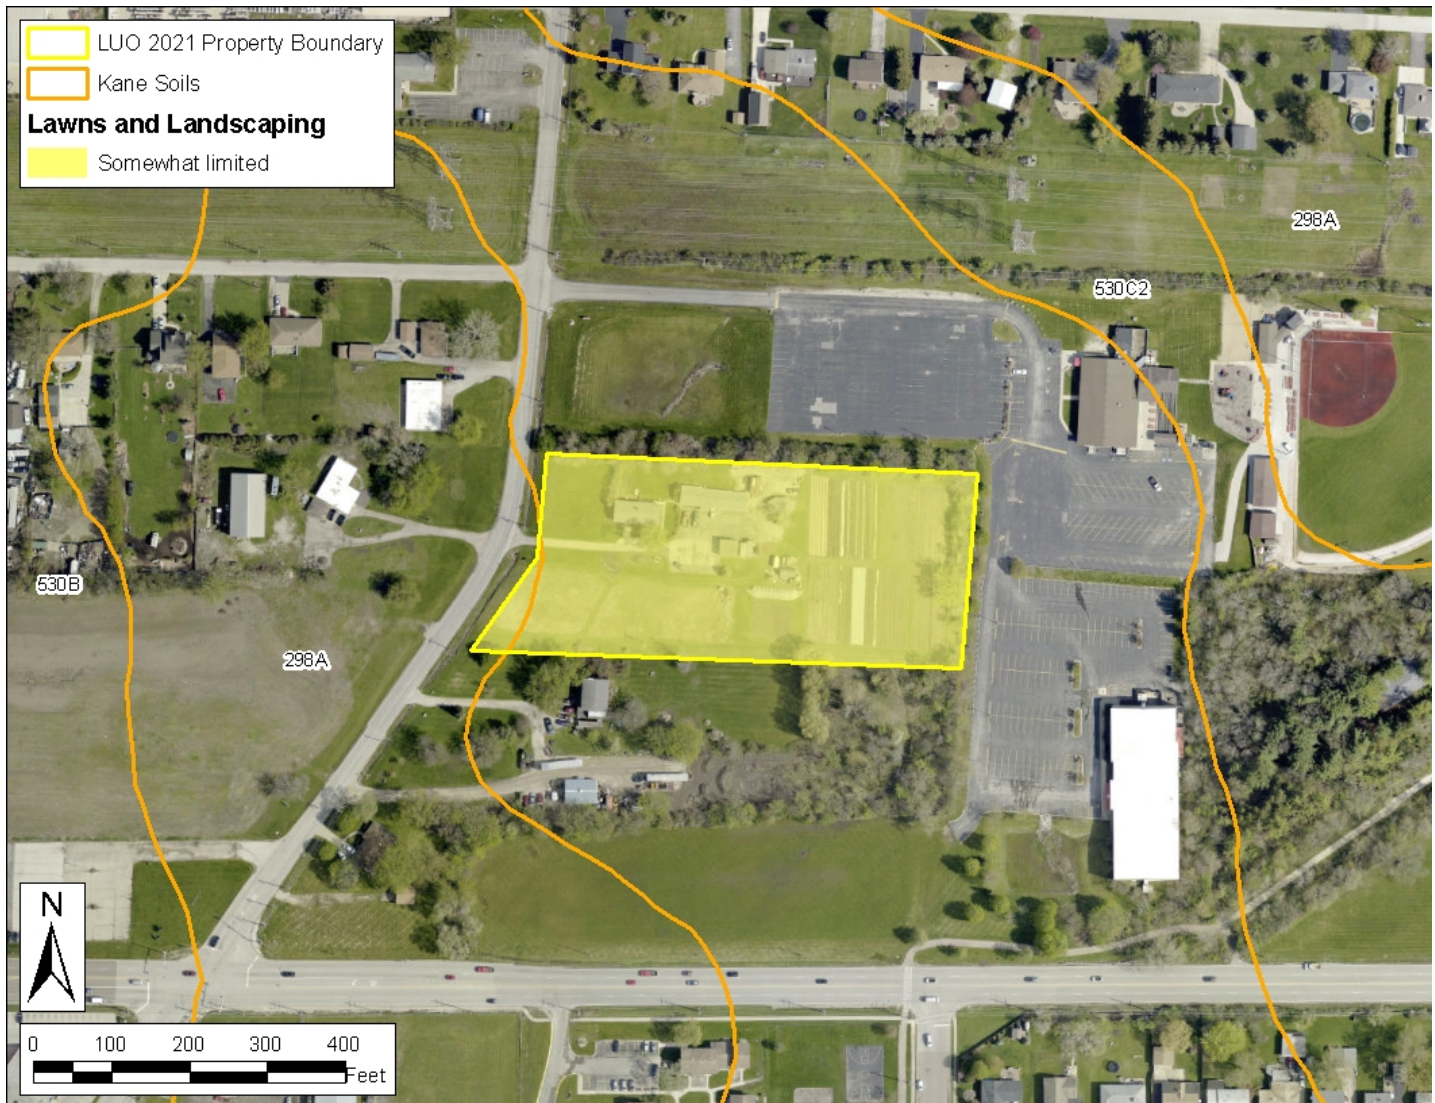 LUO 2021 Property Boundary
Kane Soils
Lawns and Landscaping
Somewhat limited
298A
530C2
530B
298A
N
0 100 200 300 400
Feet